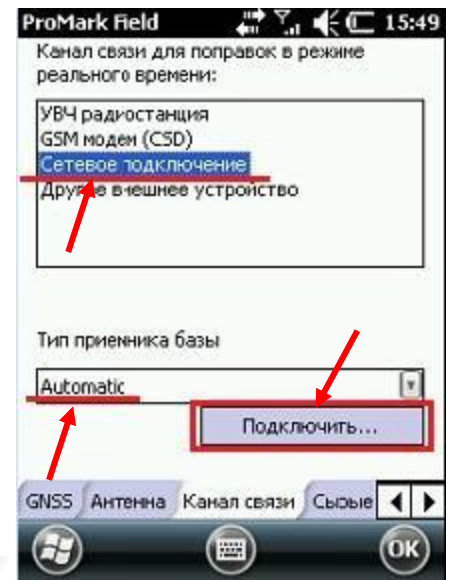 ProMark Field 15:49
Канал связи для поправок в режиме
реального времени:
УВЧ радиостанция
GSM модем (CSD)
Сетевое подключение
Другое внешнее устройство
Тип приемника базы
Automatic
Подключить...
GNSS Антенна Канал связи Сырые
OK